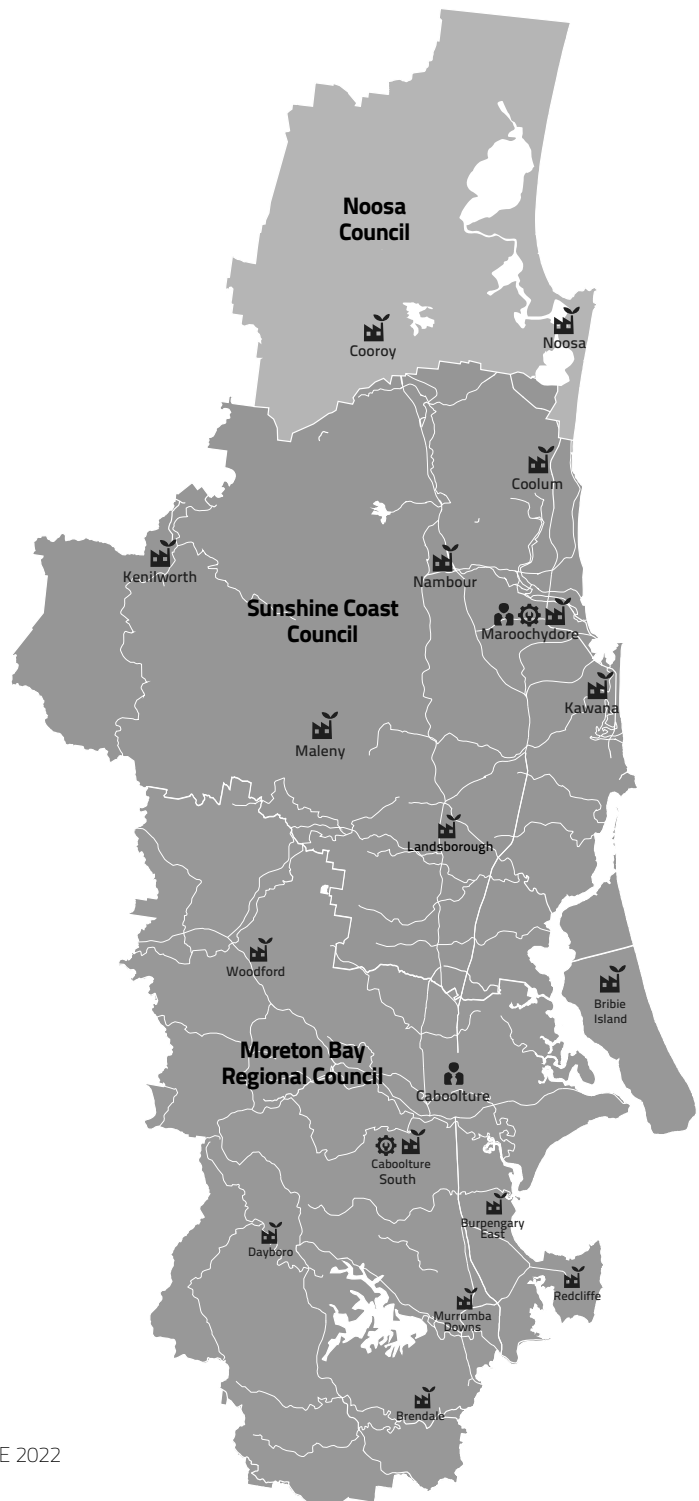 Noosa
Council
Cooroy
Noosa
Coolum
Kenilworth
Nambour
Sunshine Coast
Council
Maroochydore
Kawana
Maleny
Landsborough
Woodford
Bribie
Island
Moreton Bay
Regional Council
Caboolture
Caboolture
South
Burpengary
East
Dayboro
Redcliffe
Murrumba
Downs
Brendale
E 2022